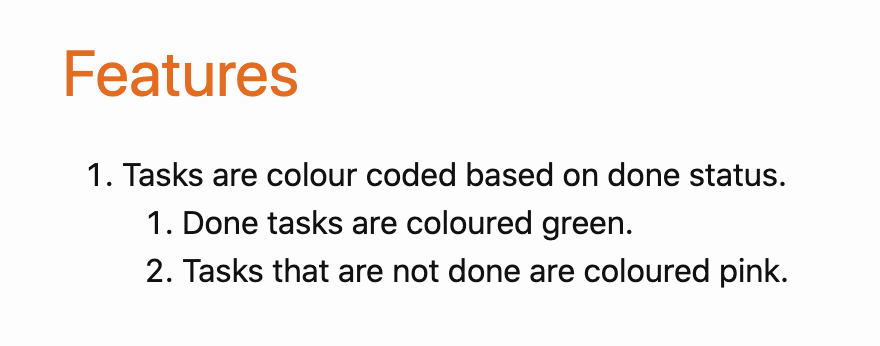 Features
1. Tasks are colour coded based on done status.
1. Done tasks are coloured green.
2. Tasks that are not done are coloured pink.